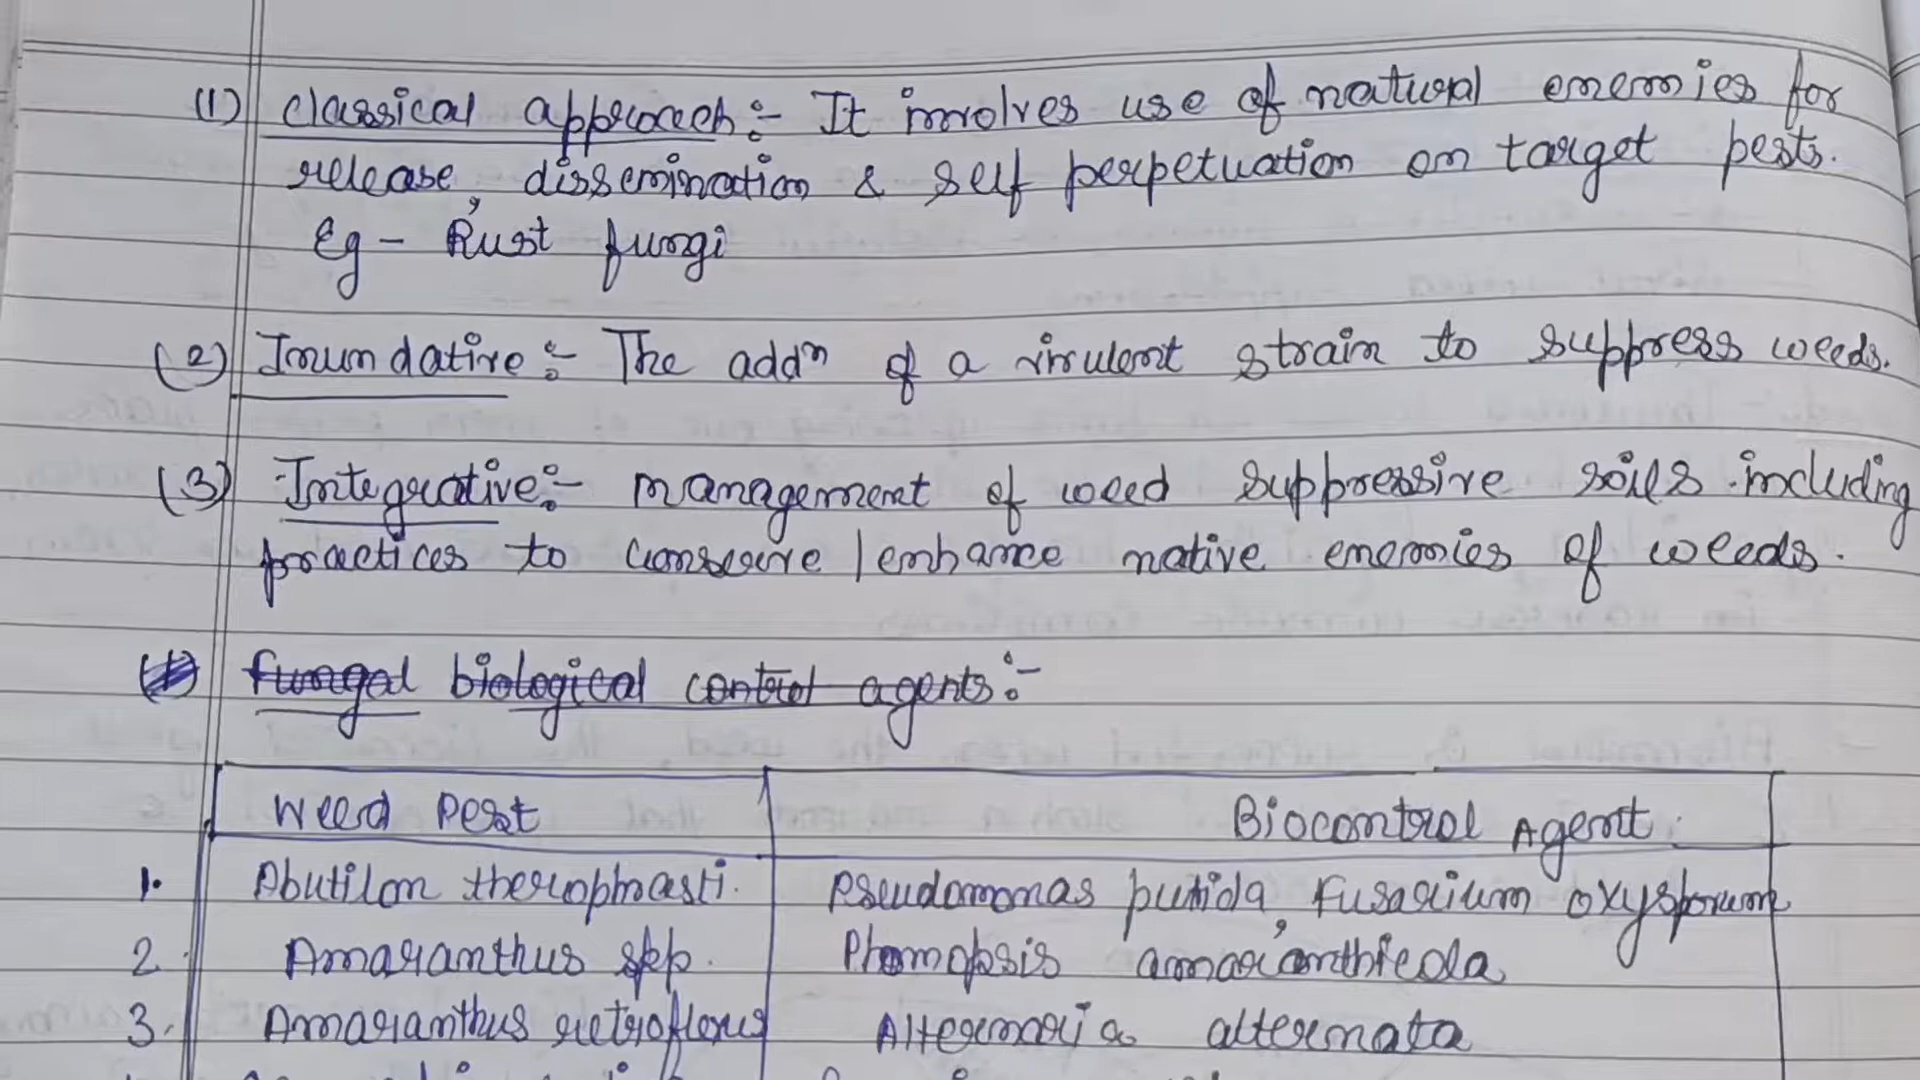 (1) Classical approach:- It involves use of natural enemies for
release, dissemination & self perpetuation on target pests.
Eg- Rust fungi
(2) Inundative:- The addn of a virulent strain to suppress weeds.
(3) Integrative:- management of weed suppressive soils including
practices to conserve/enhance native enemies of weeds.
fungal biological control agents:-
Weed Pest Biocontrol Agent.
1. Abutilon therophrasti. Pseudomonas putida, Fusarium oxysporum
2. Amaranthus spp. Phomopsis amaranthicola
3. Amaranthus retroflexus Alternaria alternata